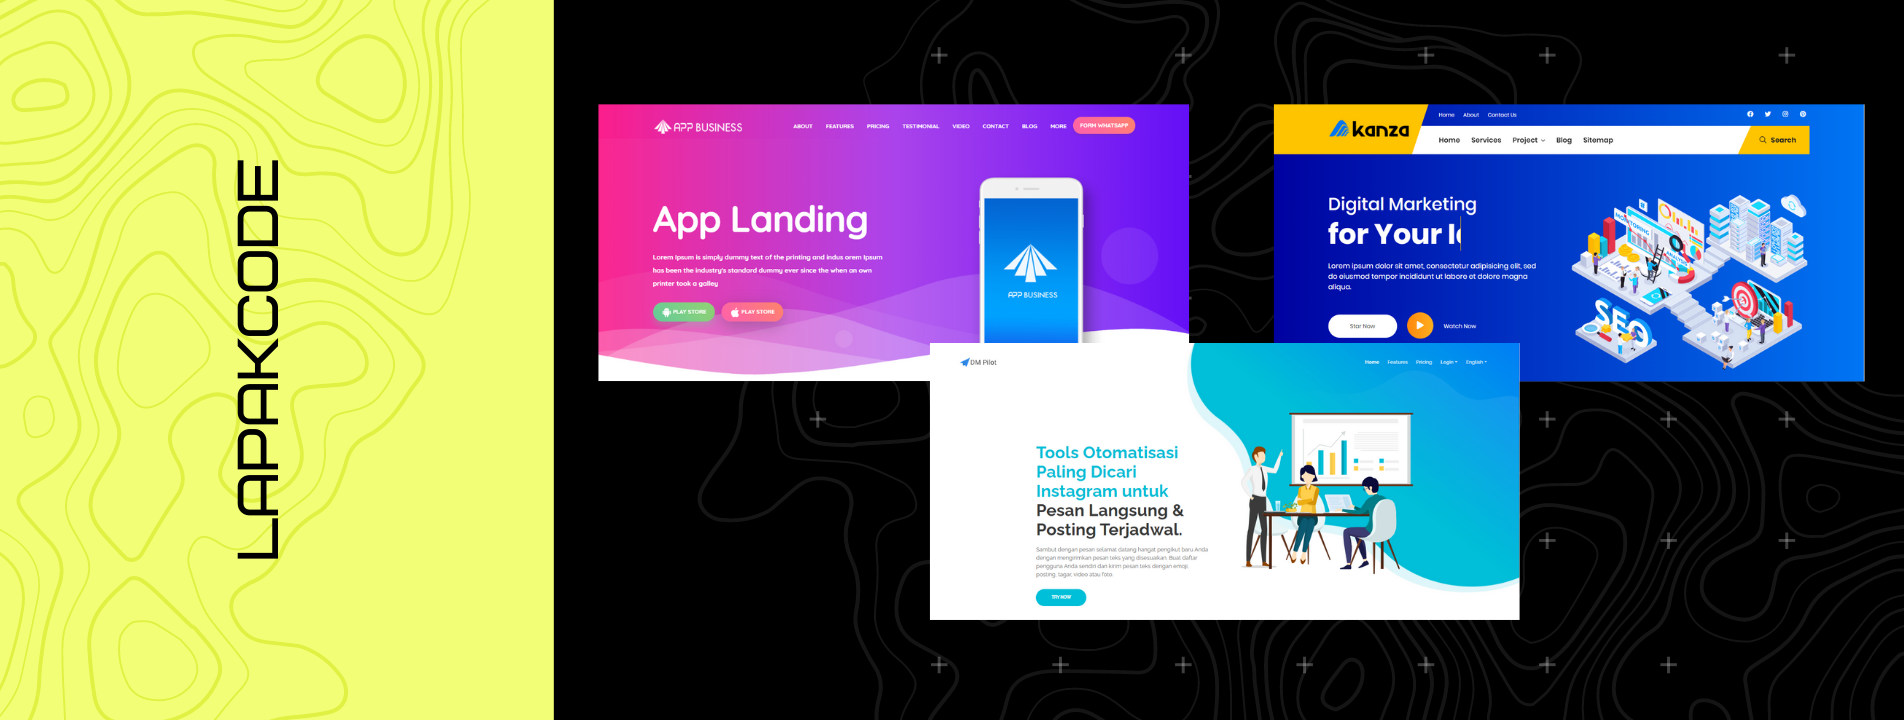 LAPAKCODE
APP BUSINESS
ABOUT FEATURES PRICING TESTIMONIAL VIDEO CONTACT BLOG MORE FORM WHATSAPP
App Landing
Lorem Ipsum is simply dummy text of the printing and indus orem Ipsum
has been the industry's standard dummy ever since the when an own
printer took a galley
PLAY STORE PLAY STORE
APP BUSINESS
kanza
Home About Contact Us
Home Services Project Blog Sitemap
Search
Digital Marketing
for Your I
Lorem ipsum dolor sit amet, consectetur adipisicing elit, sed
do eiusmod tempor incididunt ut labore et dolore magna
aliqua.
Star Now Watch Now
MONITORING
SEO
DM Pilot
Home Features Pricing Login English
Tools Otomatisasi
Paling Dicari
Instagram untuk
Pesan Langsung &
Posting Terjadwal.
Sambut dengan pesan selamat datang hangat pengikut baru Anda
dengan mengirimkan pesan teks yang disesuaikan. Buat daftar
pengguna Anda sendiri dan kirim pesan teks dengan emoji,
posting, tagar, video atau foto.
TRY NOW